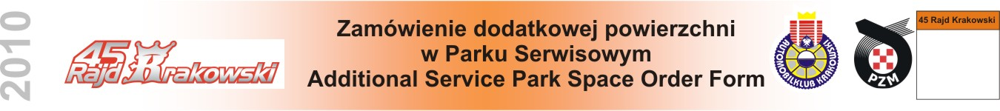 2010
45
Rajd Krakowski
Zamówienie dodatkowej powierzchni
w Parku Serwisowym
Additional Service Park Space Order Form
AUTOMOBILKLUB KRAKOWSKI
PZM
45 Rajd Krakowski